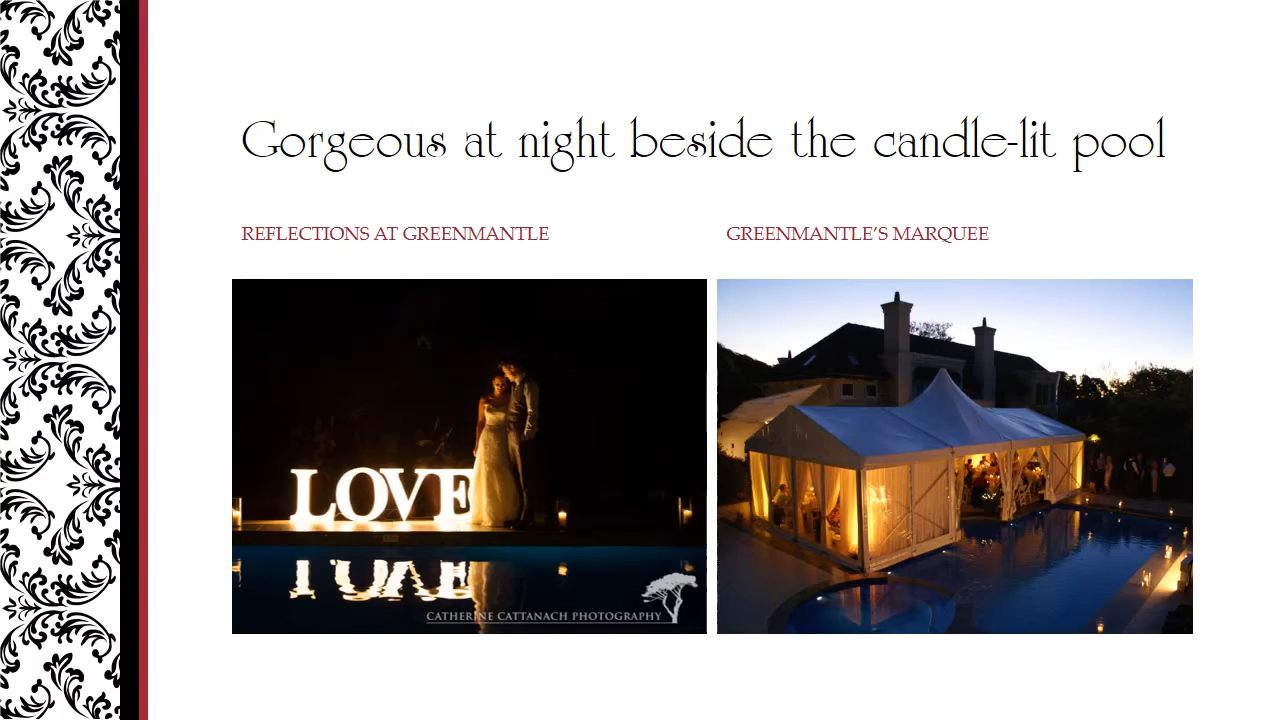 Gorgeous at night beside the candle-lit pool
REFLECTIONS AT GREENMANTLE
GREENMANTLE’S MARQUEE
LOVE
CATHERINE CATTANACH PHOTOGRAPHY